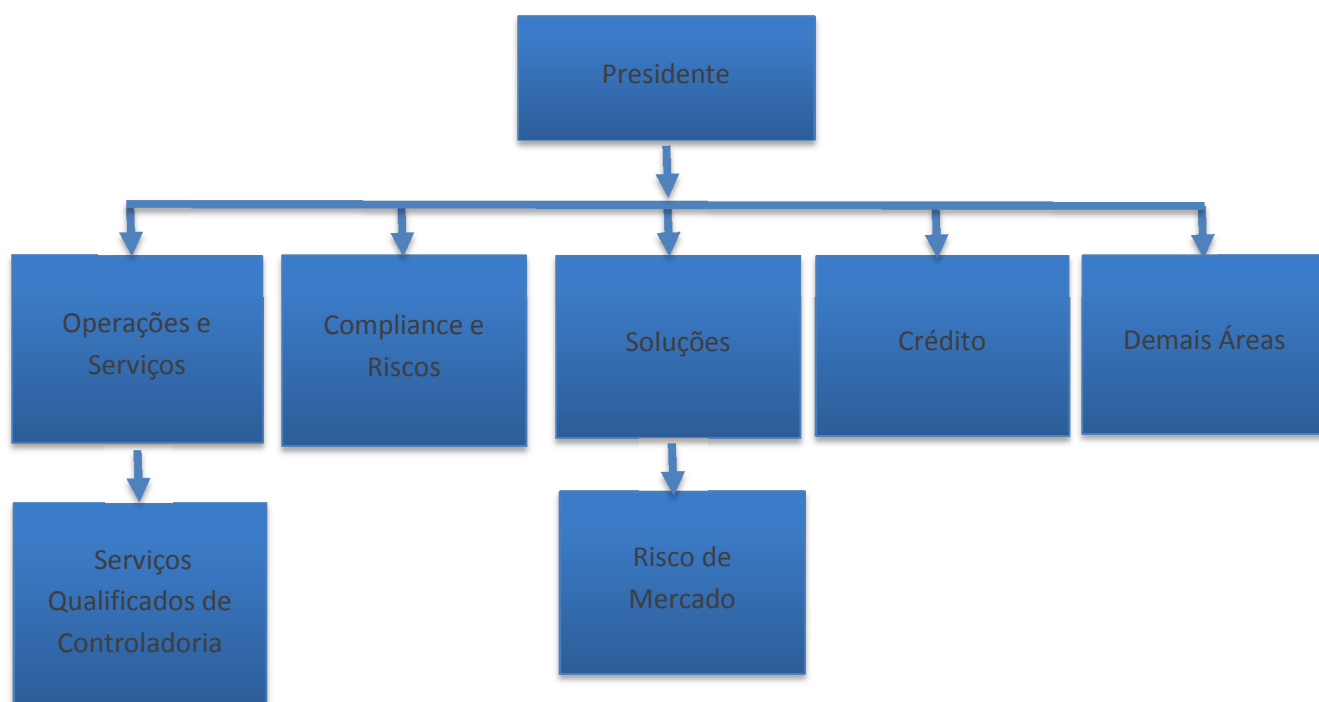 Presidente
Operações e
Serviços
Compliance e
Riscos
Soluções
Crédito
Demais Áreas
Serviços
Qualificados de
Controladoria
Risco de
Mercado